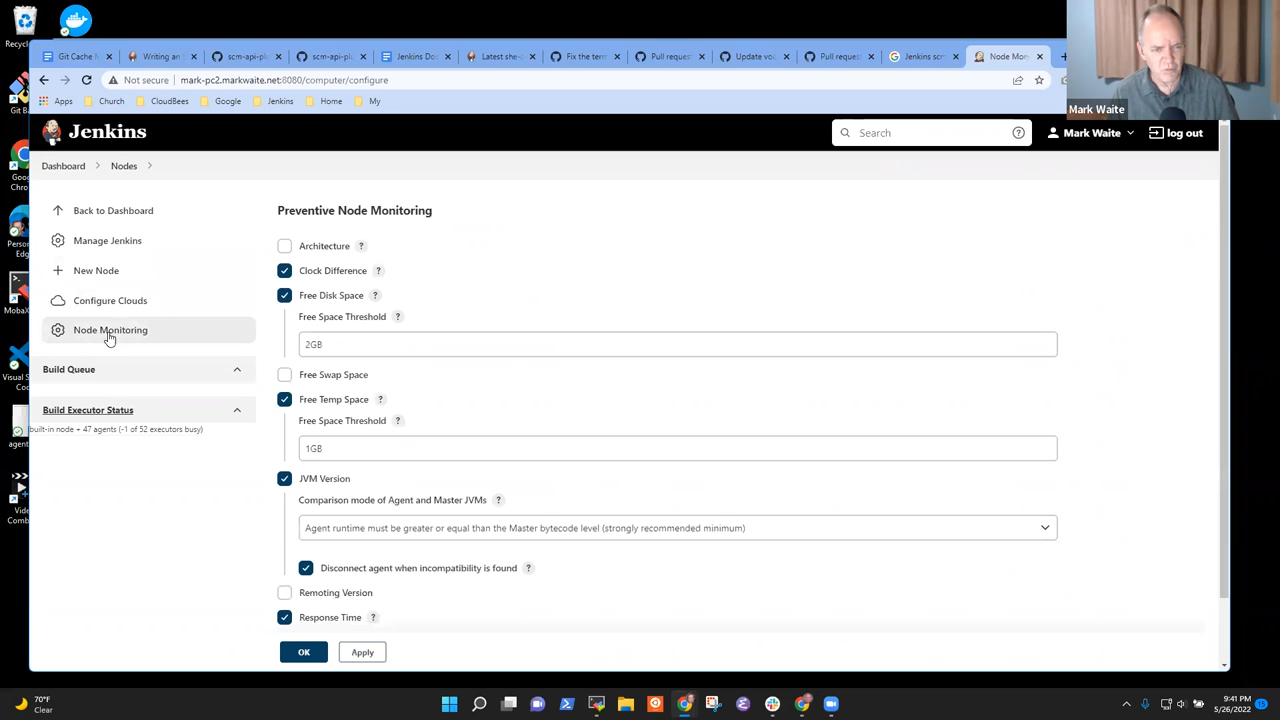 Git Cache M
Writing an
scm-api-plu
scm-api-plu
Jenkins Doc
Latest she-c
Fix the term
Pull request
Update voc
Pull request
Jenkins scr
Node Mon
Not secure
mark-pc2.markwaite.net:8080/computer/configure
Apps
Church
CloudBees
Google
Jenkins
Home
My
Mark Waite
Jenkins
Search
Mark Waite
log out
Dashboard
Nodes
Back to Dashboard
Manage Jenkins
New Node
Configure Clouds
Node Monitoring
Build Queue
Build Executor Status
built-in node + 47 agents (-1 of 52 executors busy)
Preventive Node Monitoring
Architecture ?
Clock Difference ?
Free Disk Space ?
Free Space Threshold ?
2GB
Free Swap Space
Free Temp Space ?
Free Space Threshold ?
1GB
JVM Version
Comparison mode of Agent and Master JVMs ?
Agent runtime must be greater or equal than the Master bytecode level (strongly recommended minimum)
Disconnect agent when incompatibility is found ?
Remoting Version
Response Time ?
OK
Apply
70°F
Clear
9:41 PM
5/26/2022